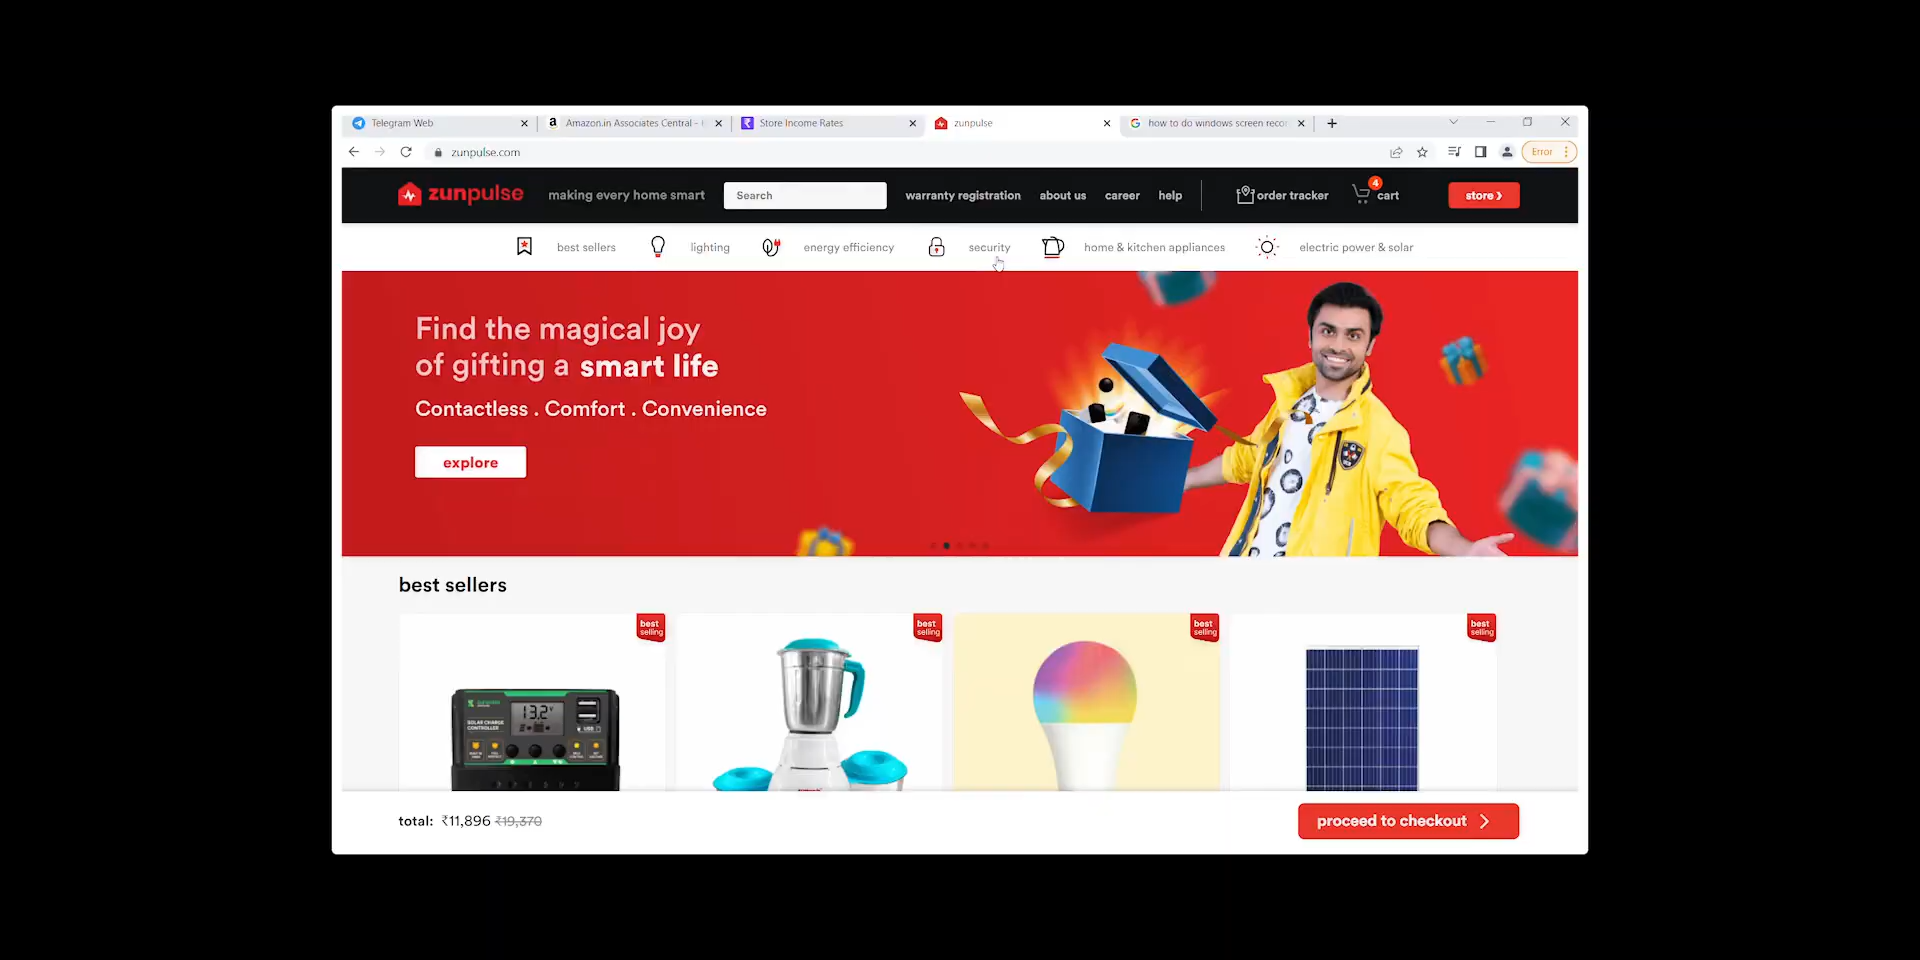 Telegram Web
Amazon.in Associates Central -
Store Income Rates
zunpulse
how to do windows screen reco
zunpulse.com
Error
zunpulse
making every home smart
Search
warranty registration
about us
career
help
order tracker
4
cart
store
best sellers
lighting
energy efficiency
security
home & kitchen appliances
electric power & solar
Find the magical joy
of gifting a smart life
Contactless . Comfort . Convenience
explore
best sellers
best
selling
best
selling
best
selling
best
selling
13.2
SOLAR CHARGE
CONTROLLER
USB
total: ₹11,896 ₹19,370
proceed to checkout